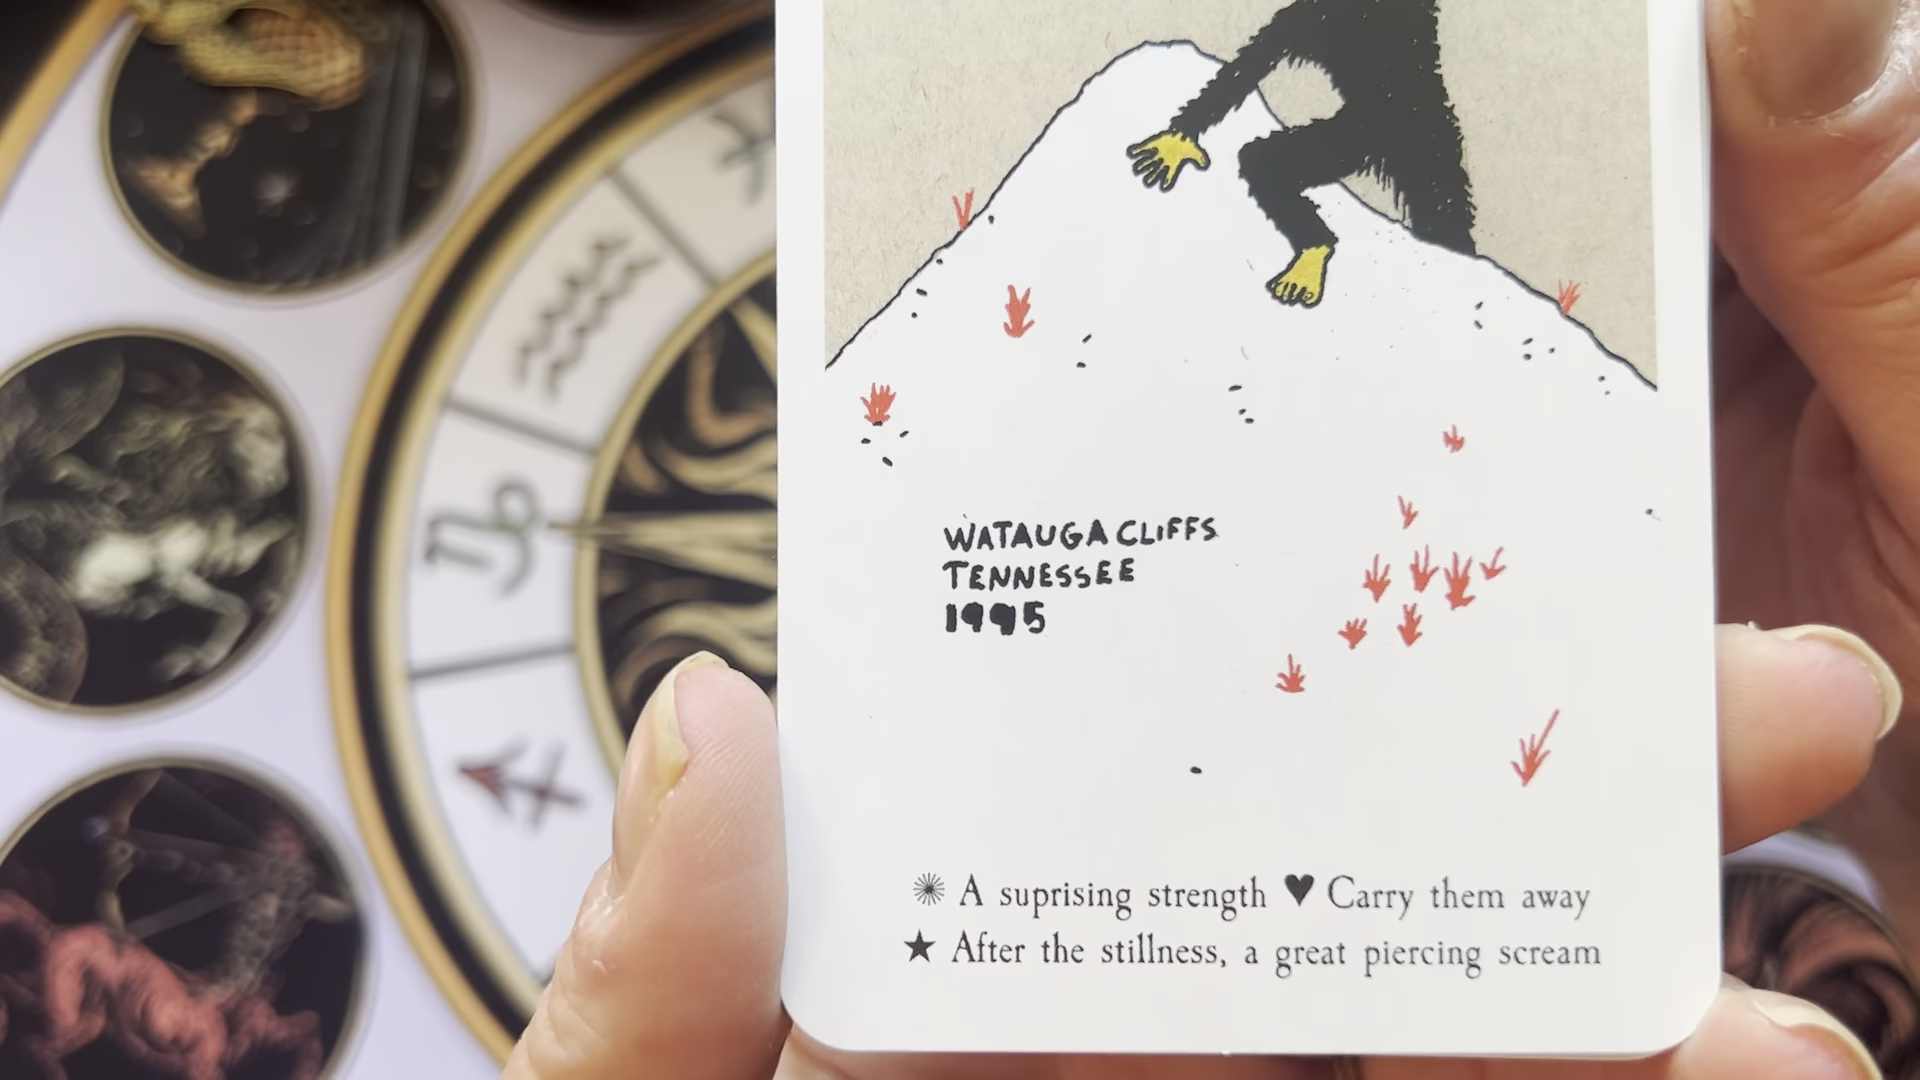 WATAUGA CLIFFS
TENNESSEE
1995
A suprising strength ♥ Carry them away
★ After the stillness, a great piercing scream